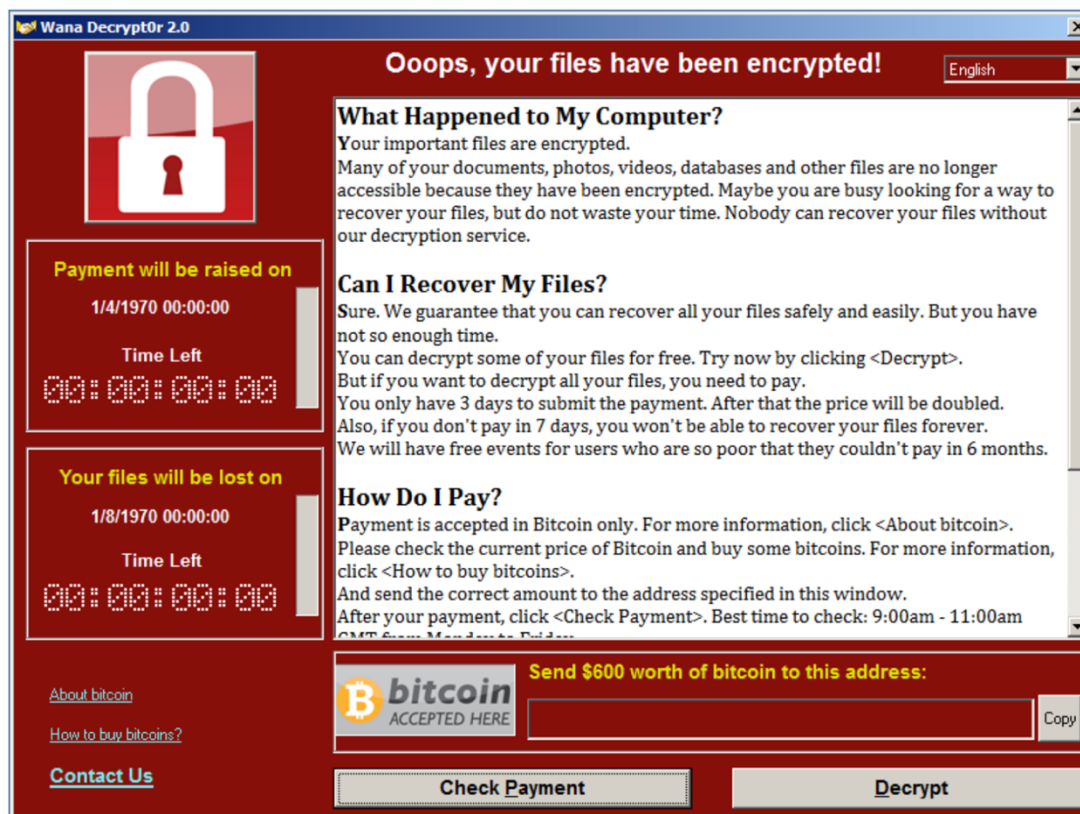 Wana Decrypt0r 2.0
Ooops, your files have been encrypted!
English
What Happened to My Computer?
Your important files are encrypted.
Many of your documents, photos, videos, databases and other files are no longer
accessible because they have been encrypted. Maybe you are busy looking for a way to
recover your files, but do not waste your time. Nobody can recover your files without
our decryption service.
Can I Recover My Files?
Sure. We guarantee that you can recover all your files safely and easily. But you have
not so enough time.
You can decrypt some of your files for free. Try now by clicking <Decrypt>.
But if you want to decrypt all your files, you need to pay.
You only have 3 days to submit the payment. After that the price will be doubled.
Also, if you don't pay in 7 days, you won't be able to recover your files forever.
We will have free events for users who are so poor that they couldn't pay in 6 months.
How Do I Pay?
Payment is accepted in Bitcoin only. For more information, click <About bitcoin>.
Please check the current price of Bitcoin and buy some bitcoins. For more information,
click <How to buy bitcoins>.
And send the correct amount to the address specified in this window.
After your payment, click <Check Payment>. Best time to check: 9:00am - 11:00am
GMT from Monday to Friday
Payment will be raised on
1/4/1970 00:00:00
Time Left
00:00:00:00
Your files will be lost on
1/8/1970 00:00:00
Time Left
00:00:00:00
About bitcoin
How to buy bitcoins?
Contact Us
bitcoin
ACCEPTED HERE
Send $600 worth of bitcoin to this address:
Copy
Check Payment
Decrypt